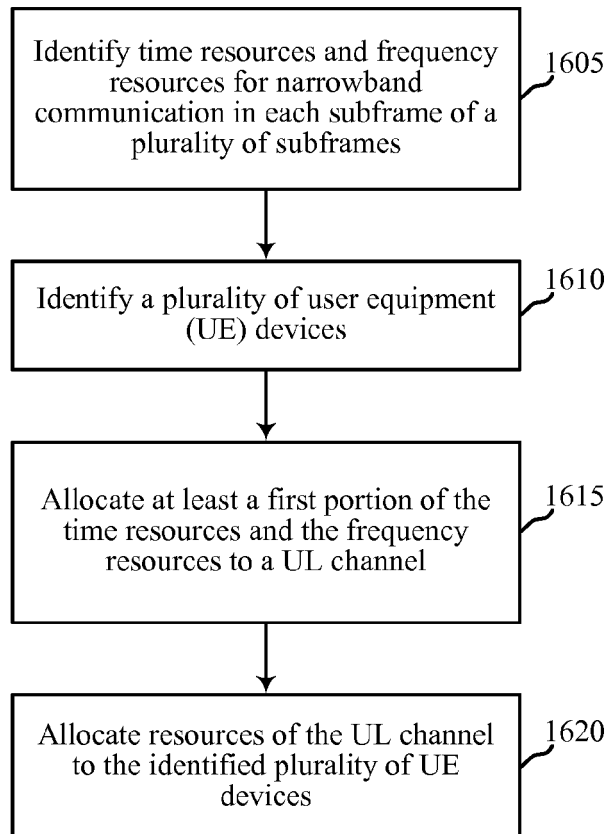 Identify time resources and frequency
resources for narrowband
communication in each subframe of a
plurality of subframes
1605
Identify a plurality of user equipment
(UE) devices
1610
Allocate at least a first portion of the
time resources and the frequency
resources to a UL channel
1615
Allocate resources of the UL channel
to the identified plurality of UE
devices
1620